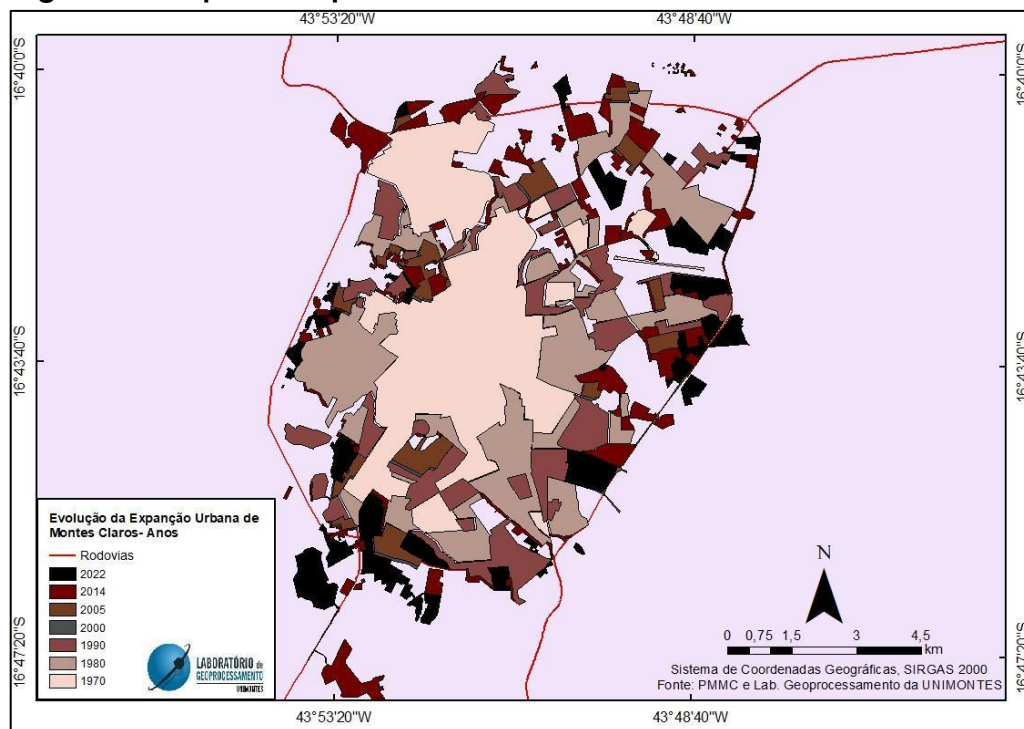 43°53'20"W
43°48'40"W
16°40'0"S
16°40'0"S
16°43'40"S
16°43'40"S
16°47'20"S
16°47'20"S
Evolução da Expanção Urbana de
Montes Claros- Anos
Rodovias
2022
2014
2005
2000
1990
1980
1970
LABORATÓRIO de
GEOPROCESSAMENTO
UNIMONTES
N
0 0,75 1,5 3 4,5
km
Sistema de Coordenadas Geográficas, SIRGAS 2000
Fonte: PMMC e Lab. Geoprocessamento da UNIMONTES
43°53'20"W
43°48'40"W